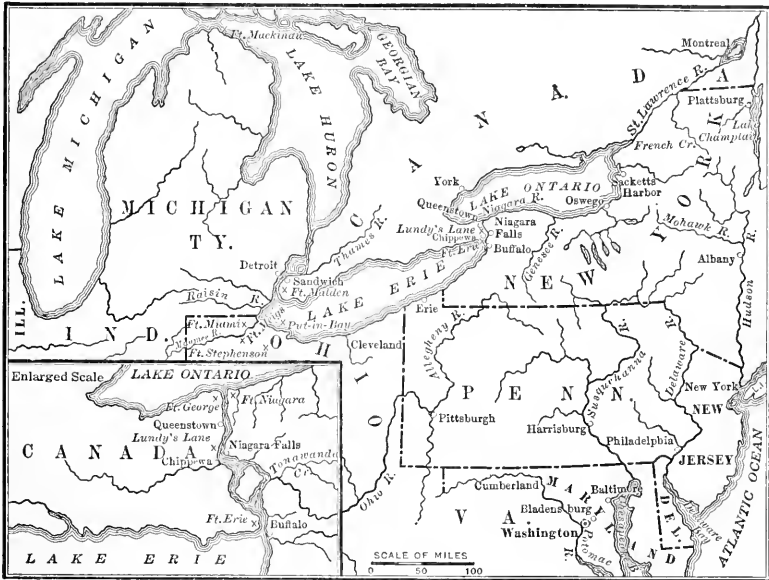 LAKE MICHIGAN
Ft. Mackinau
LAKE HURON
GEORGIAN BAY
CANADA
Montreal
St. Lawrence R.
Plattsburg
Lake Champlain
French Cr.
York
LAKE ONTARIO
Sacketts Harbor
Queenstown
Niagara R.
Oswego
Lundy's Lane
Niagara Falls
Chippewa
Ft. Erie
Buffalo
Genesee R.
Mohawk R.
Albany
NEW YORK
Hudson R.
MICHIGAN TY.
Thames R.
Detroit
Sandwich
Ft. Malden
LAKE ERIE
Raisin R.
Erie
ILL.
IND.
Ft. Miami
Maumee R.
Ft. Meigs
Put-in-Bay
Ft. Stephenson
OHIO
Cleveland
Allegheny R.
PENN.
Susquehanna R.
Delaware R.
New York
L.I.
Pittsburgh
Harrisburg
Philadelphia
NEW JERSEY
ATLANTIC OCEAN
Ohio R.
Cumberland
MARYLAND
Baltimore
Bladensburg
VA.
Washington
Potomac R.
DEL.
Delaware
SCALE OF MILES
0 50 100
Enlarged Scale
LAKE ONTARIO
Ft. George
Ft. Niagara
Queenstown
Lundy's Lane
CANADA
Niagara Falls
Chippewa
Tonawanda Cr.
Ft. Erie
Buffalo
LAKE ERIE